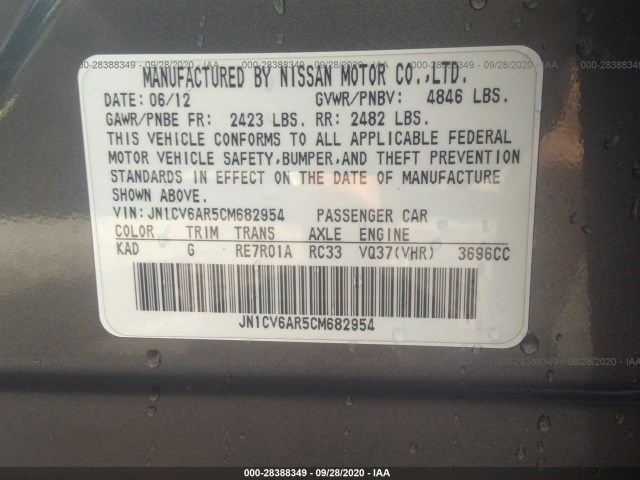 000-28388349 | 09/28/2020 - IAA
MANUFACTURED BY NISSAN MOTOR CO.,LTD.
DATE: 06/12 GVWR/PNBV: 4846 LBS.
GAWR/PNBE FR: 2423 LBS. RR: 2482 LBS.
THIS VEHICLE CONFORMS TO ALL APPLICABLE FEDERAL
MOTOR VEHICLE SAFETY,BUMPER,AND THEFT PREVENTION
STANDARDS IN EFFECT ON THE DATE OF MANUFACTURE
SHOWN ABOVE.
VIN: JN1CV6AR5CM682954 PASSENGER CAR
COLOR TRIM TRANS AXLE ENGINE
KAD G RE7R01A RC33 VQ37(VHR) 3696CC
JN1CV6AR5CM682954
000-28388349 | 09/28/2020 - IAA